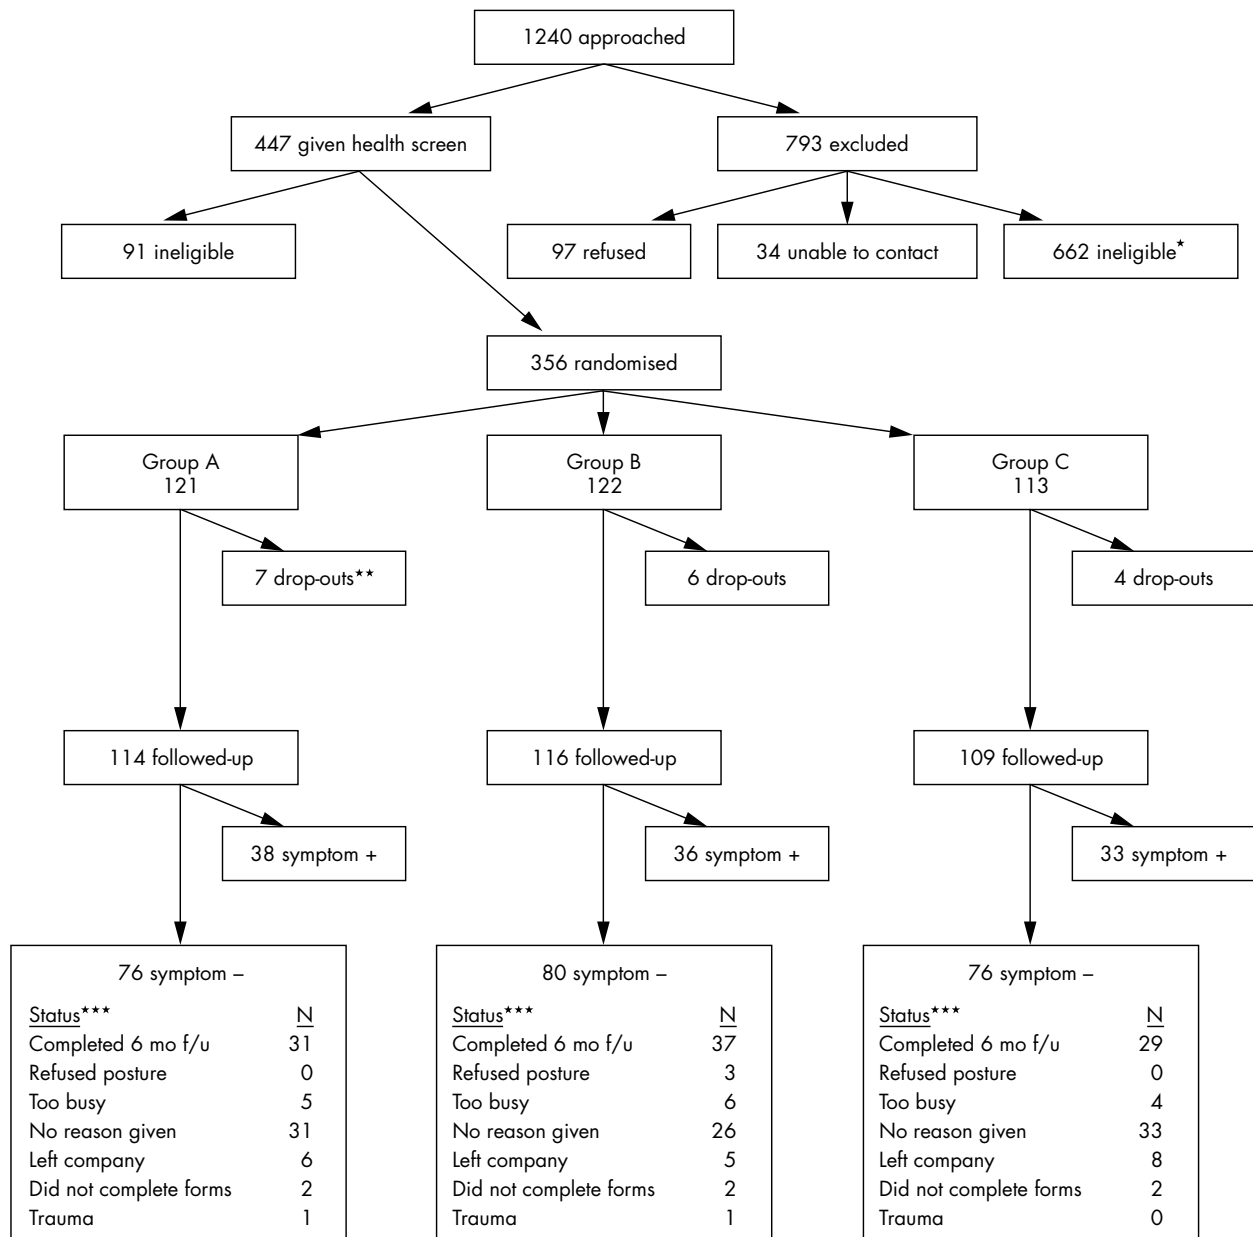 1240 approached
447 given health screen
793 excluded
91 ineligible
97 refused
34 unable to contact
662 ineligible★
356 randomised
Group A
121
Group B
122
Group C
113
7 drop-outs★★
6 drop-outs
4 drop-outs
114 followed-up
116 followed-up
109 followed-up
38 symptom +
36 symptom +
33 symptom +
76 symptom –
Status★★★ N
Completed 6 mo f/u 31
Refused posture 0
Too busy 5
No reason given 31
Left company 6
Did not complete forms 2
Trauma 1
80 symptom –
Status★★★ N
Completed 6 mo f/u 37
Refused posture 3
Too busy 6
No reason given 26
Left company 5
Did not complete forms 2
Trauma 1
76 symptom –
Status★★★ N
Completed 6 mo f/u 29
Refused posture 0
Too busy 4
No reason given 33
Left company 8
Did not complete forms 2
Trauma 0